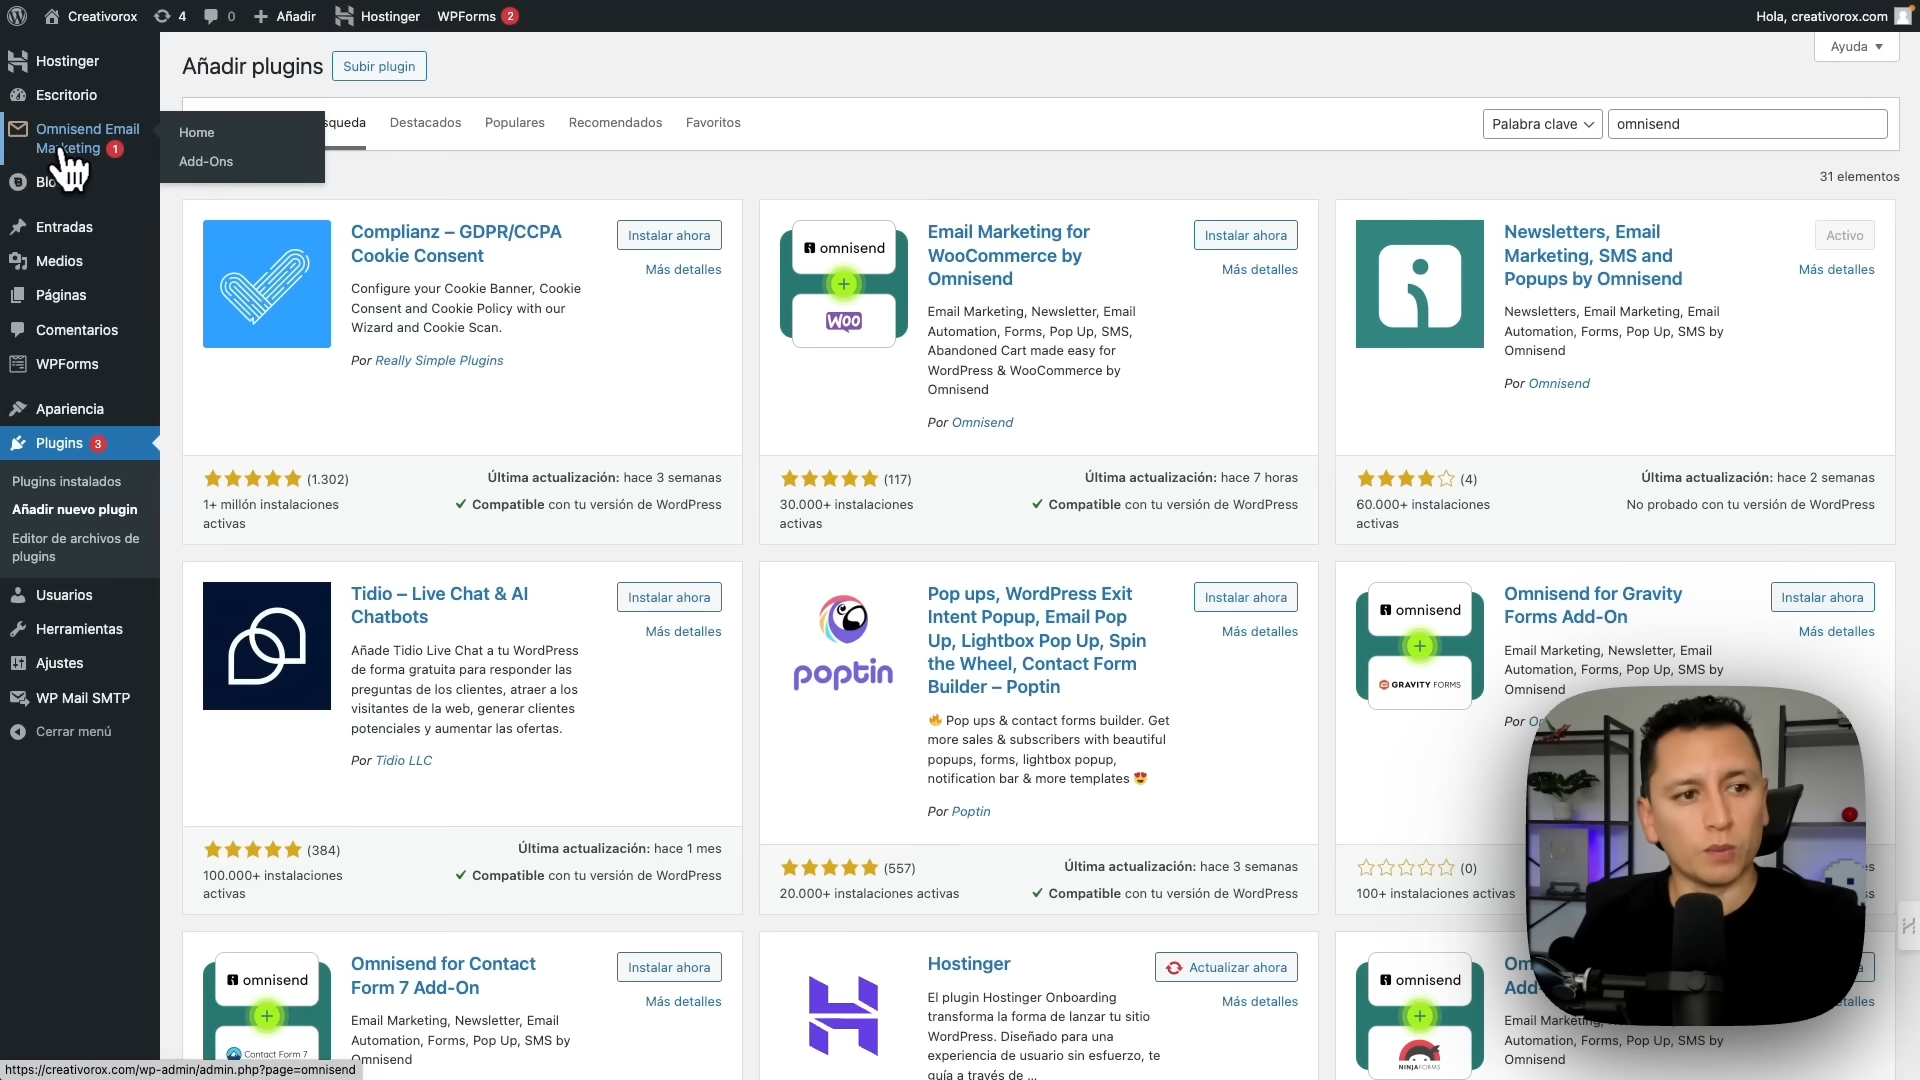 Creativorox 4 0 Añadir Hostinger WPForms 2
Hola, creativorox.com
Hostinger
Escritorio
Omnisend Email
Marketing 1
Home
Add-Ons
Entradas
Medios
Páginas
Comentarios
WPForms
Apariencia
Plugins 3
Plugins instalados
Añadir nuevo plugin
Editor de archivos de
plugins
Usuarios
Herramientas
Ajustes
WP Mail SMTP
Cerrar menú
Ayuda
Añadir plugins
Subir plugin
squeda Destacados Populares Recomendados Favoritos
Palabra clave omnisend
31 elementos
Complianz – GDPR/CCPA
Cookie Consent
Instalar ahora
Más detalles
Configure your Cookie Banner, Cookie
Consent and Cookie Policy with our
Wizard and Cookie Scan.
Por Really Simple Plugins
(1.302)
Última actualización: hace 3 semanas
1+ millón instalaciones
activas
Compatible con tu versión de WordPress
omnisend
WOO
Email Marketing for
WooCommerce by
Omnisend
Instalar ahora
Más detalles
Email Marketing, Newsletter, Email
Automation, Forms, Pop Up, SMS,
Abandoned Cart made easy for
WordPress & WooCommerce by
Omnisend
Por Omnisend
(117)
Última actualización: hace 7 horas
30.000+ instalaciones
activas
Compatible con tu versión de WordPress
Newsletters, Email
Marketing, SMS and
Popups by Omnisend
Activo
Más detalles
Newsletters, Email Marketing, Email
Automation, Forms, Pop Up, SMS by
Omnisend
Por Omnisend
(4)
Última actualización: hace 2 semanas
60.000+ instalaciones
activas
No probado con tu versión de WordPress
Tidio – Live Chat & AI
Chatbots
Instalar ahora
Más detalles
Añade Tidio Live Chat a tu WordPress
de forma gratuita para responder las
preguntas de los clientes, atraer a los
visitantes de la web, generar clientes
potenciales y aumentar las ofertas.
Por Tidio LLC
(384)
Última actualización: hace 1 mes
100.000+ instalaciones
activas
Compatible con tu versión de WordPress
poptin
Pop ups, WordPress Exit
Intent Popup, Email Pop
Up, Lightbox Pop Up, Spin
the Wheel, Contact Form
Builder – Poptin
Instalar ahora
Más detalles
🔥 Pop ups & contact forms builder. Get
more sales & subscribers with beautiful
popups, forms, lightbox popup,
notification bar & more templates 😍
Por Poptin
(557)
Última actualización: hace 3 semanas
20.000+ instalaciones activas
Compatible con tu versión de WordPress
omnisend
GRAVITY FORMS
Omnisend for Gravity
Forms Add-On
Instalar ahora
Más detalles
Email Marketing, Newsletter, Email
Automation, Forms, Pop Up, SMS by
Omnisend
Por
(0)
100+ instalaciones activas
omnisend
Contact Form 7
Omnisend for Contact
Form 7 Add-On
Instalar ahora
Más detalles
Email Marketing, Newsletter, Email
Automation, Forms, Pop Up, SMS by
Omnisend
Hostinger
Actualizar ahora
Más detalles
El plugin Hostinger Onboarding
transforma la forma de lanzar tu sitio
WordPress. Diseñado para una
experiencia de usuario sin esfuerzo, te
guía a través de ...
omnisend
NINJA FORMS
Om
Add-
Email Marketing,
Automation, Forms, Pop Up, SMS by
Omnisend
https://creativorox.com/wp-admin/admin.php?page=omnisend